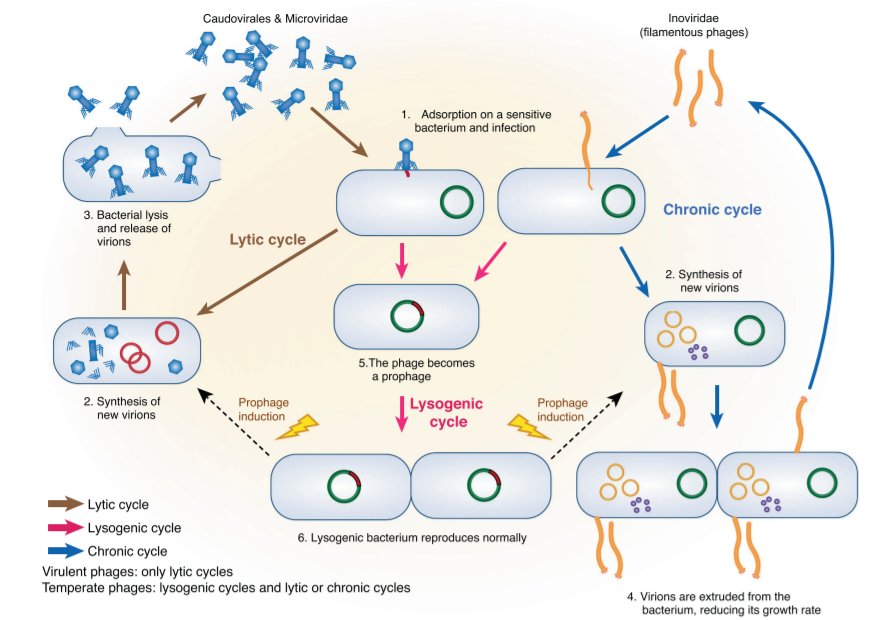 Caudovirales & Microviridae
Inoviridae
(filamentous phages)
1. Adsorption on a sensitive
bacterium and infection
Chronic cycle
3. Bacterial lysis
and release of
virions
Lytic cycle
2. Synthesis of
new virions
5.The phage becomes
a prophage
2. Synthesis of
new virions
Prophage
induction
Lysogenic
cycle
Prophage
induction
6. Lysogenic bacterium reproduces normally
Lytic cycle
Lysogenic cycle
Chronic cycle
Virulent phages: only lytic cycles
Temperate phages: lysogenic cycles and lytic or chronic cycles
4. Virions are extruded from the
bacterium, reducing its growth rate